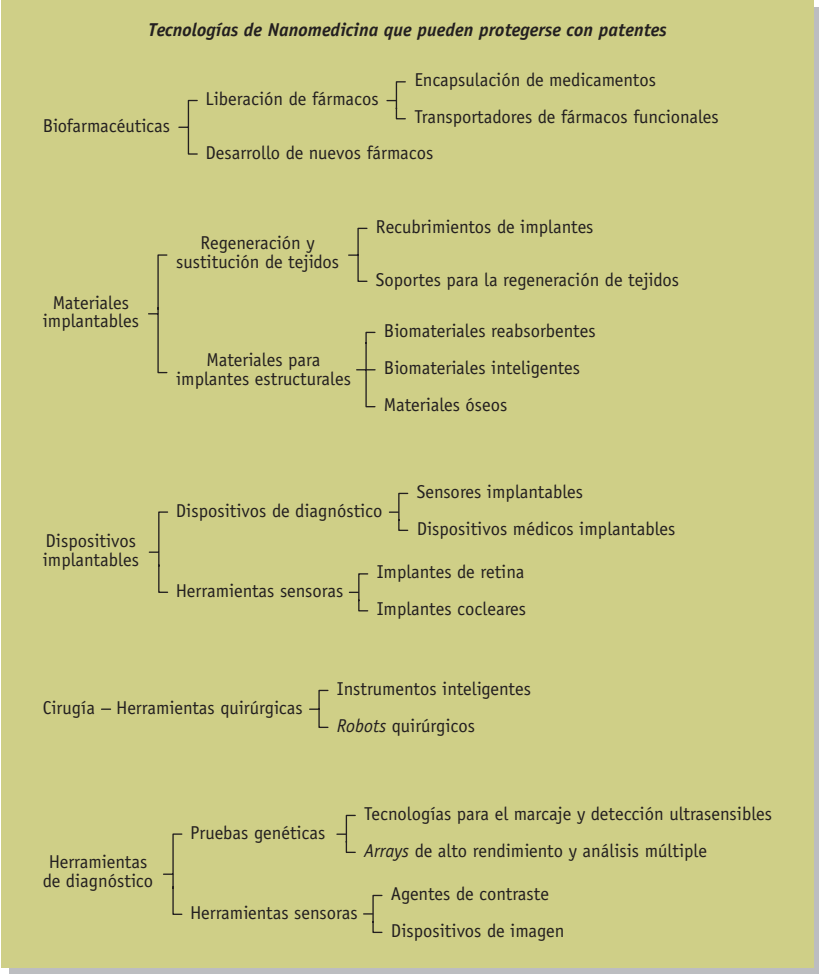 Tecnologías de Nanomedicina que pueden protegerse con patentes
Biofarmacéuticas
Liberación de fármacos
Encapsulación de medicamentos
Transportadores de fármacos funcionales
Desarrollo de nuevos fármacos
Materiales
implantables
Regeneración y
sustitución de tejidos
Recubrimientos de implantes
Soportes para la regeneración de tejidos
Materiales para
implantes estructurales
Biomateriales reabsorbentes
Biomateriales inteligentes
Materiales óseos
Dispositivos
implantables
Dispositivos de diagnóstico
Sensores implantables
Dispositivos médicos implantables
Herramientas sensoras
Implantes de retina
Implantes cocleares
Cirugía – Herramientas quirúrgicas
Instrumentos inteligentes
Robots quirúrgicos
Herramientas
de diagnóstico
Pruebas genéticas
Tecnologías para el marcaje y detección ultrasensibles
Arrays de alto rendimiento y análisis múltiple
Herramientas sensoras
Agentes de contraste
Dispositivos de imagen